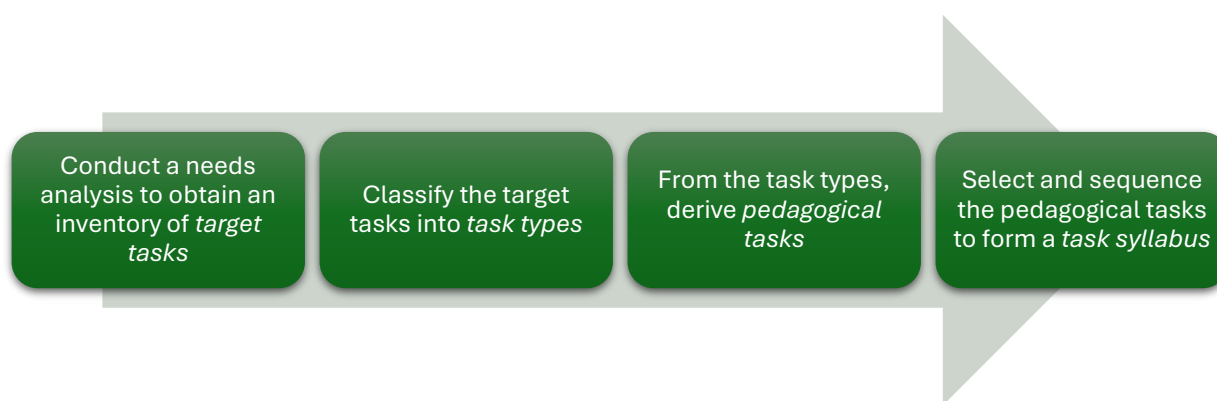 Conduct a needs
analysis to obtain an
inventory of target
tasks
Classify the target
tasks into task types
From the task types,
derive pedagogical
tasks
Select and sequence
the pedagogical tasks
to form a task syllabus